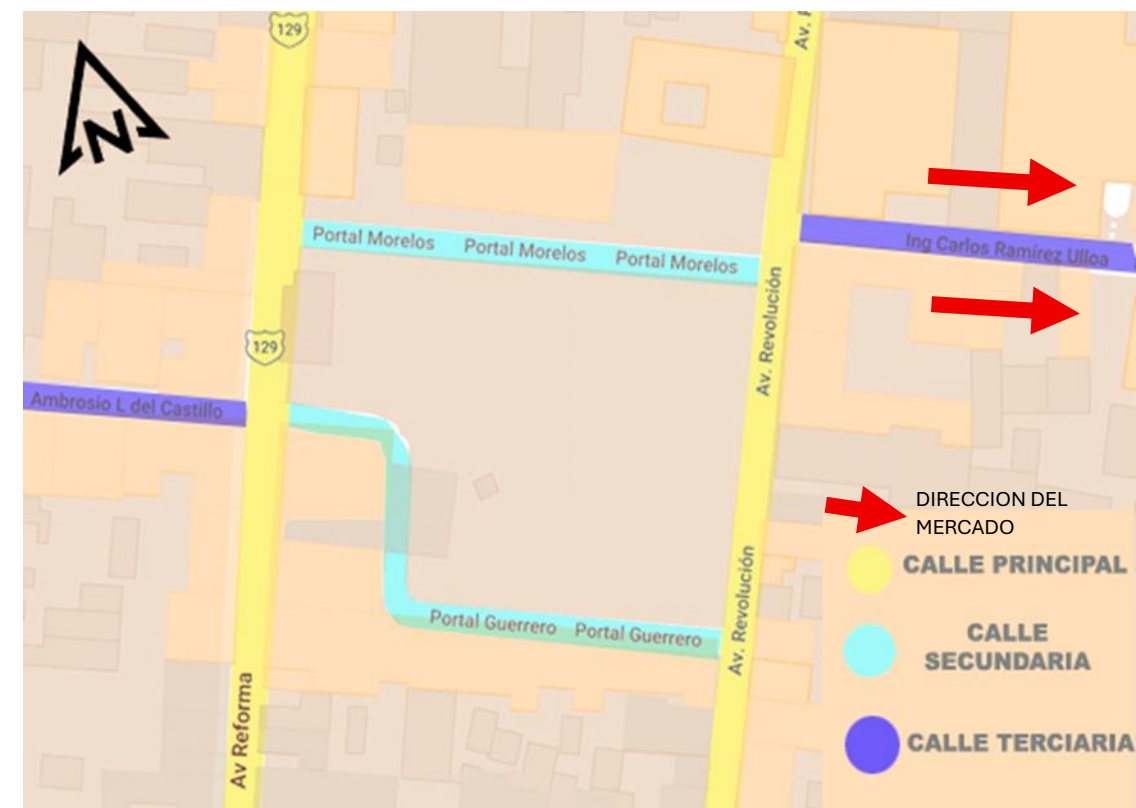 129
Av. R
N
Portal Morelos Portal Morelos Portal Morelos
Ing Carlos Ramírez Ulloa
Av. Revolución
129
Ambrosio L del Castillo
DIRECCION DEL
MERCADO
CALLE PRINCIPAL
Portal Guerrero Portal Guerrero
Av. Revolución
CALLE
SECUNDARIA
Av Reforma
CALLE TERCIARIA